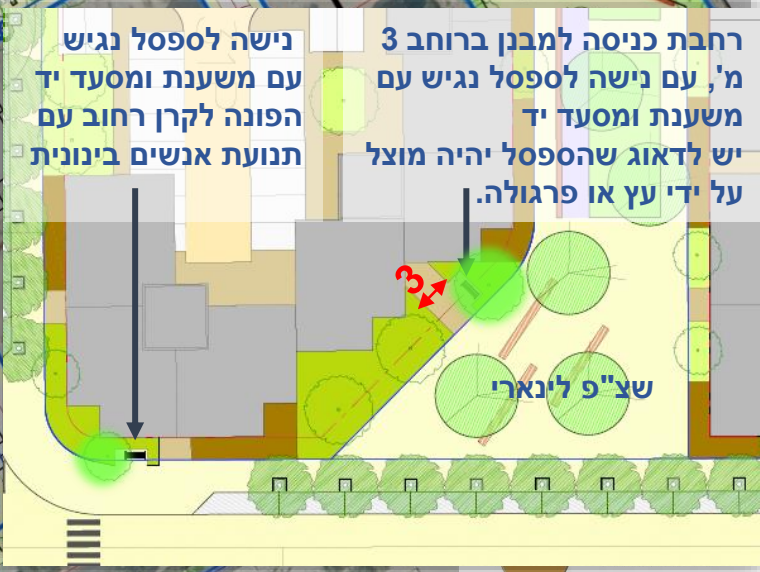 רחבת כניסה למבנן ברוחב 3
מ', עם נישה לספסל נגיש עם
משענת ומסעד יד
יש לדאוג שהספסל יהיה מוצל
על ידי עץ או פרגולה.
נישה לספסל נגיש
עם משענת ומסעד יד
הפונה לקרן רחוב עם
תנועת אנשים בינונית
3
שצ"פ לינארי